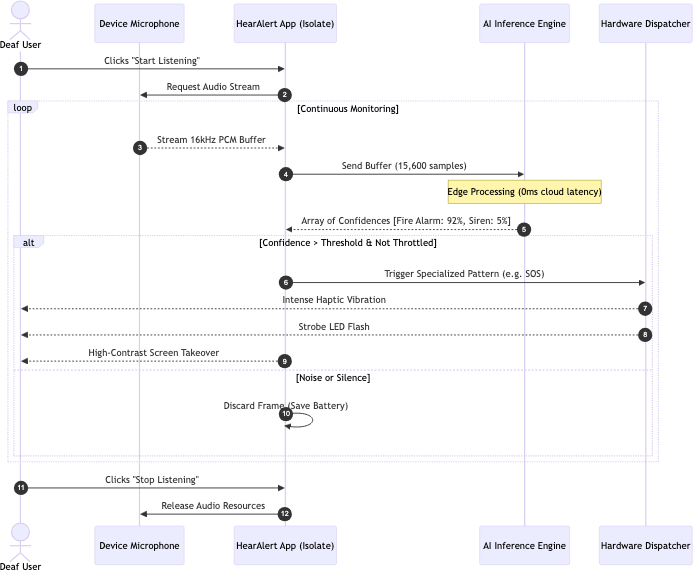 Device Microphone
HearAlert App (Isolate)
AI Inference Engine
Hardware Dispatcher
Deaf User
Clicks "Start Listening"
1
Request Audio Stream
2
loop
[Continuous Monitoring]
Stream 16kHz PCM Buffer
3
Send Buffer (15,600 samples)
4
Edge Processing (0ms cloud latency)
Array of Confidences [Fire Alarm: 92%, Siren: 5%]
5
alt
[Confidence > Threshold & Not Throttled]
Trigger Specialized Pattern (e.g. SOS)
6
Intense Haptic Vibration
7
Strobe LED Flash
8
High-Contrast Screen Takeover
9
[Noise or Silence]
Discard Frame (Save Battery)
10
Clicks "Stop Listening"
11
Release Audio Resources
12
Device Microphone
HearAlert App (Isolate)
AI Inference Engine
Hardware Dispatcher
Deaf User